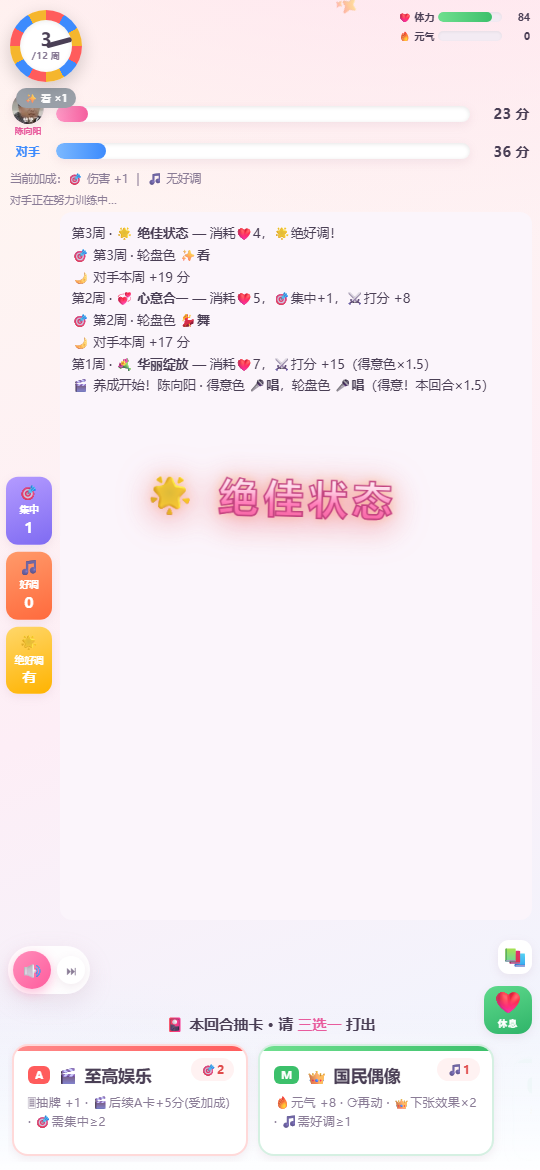 3
/12 周
体力 84
元气 0
✨ 看 ×1
陈向阳
23 分
对手
36 分
当前加成: 🎯 伤害 +1 | 🎵 无好调
对手正在努力训练中...
第3周 · 🌟 绝佳状态 — 消耗❤️4, 🌟绝好调!
🎯 第3周 · 轮盘色 ✨看
🌙 对手本周 +19 分
第2周 · 💞 心意合一 — 消耗❤️5, 🎯集中+1, ⚔️打分 +8
🎯 第2周 · 轮盘色 💃舞
🌙 对手本周 +17 分
第1周 · 💐 华丽绽放 — 消耗❤️7, ⚔️打分 +15（得意色×1.5）
🎬 养成开始！陈向阳 · 得意色 🎤唱, 轮盘色 🎤唱（得意！本回合×1.5）
🌟 绝佳状态
集中
1
好调
0
绝好调
有
休息
🎴 本回合抽卡 • 请 三选一 打出
A 🎬 至高娱乐 🎯2
抽牌 +1 · 🎬后续A卡+5分(受加成)
· 🎯需集中≥2
M 👑 国民偶像 🎵1
🔥元气 +8 · ⟳再动 · 👑下张效果×2
· 🎵需好调≥1